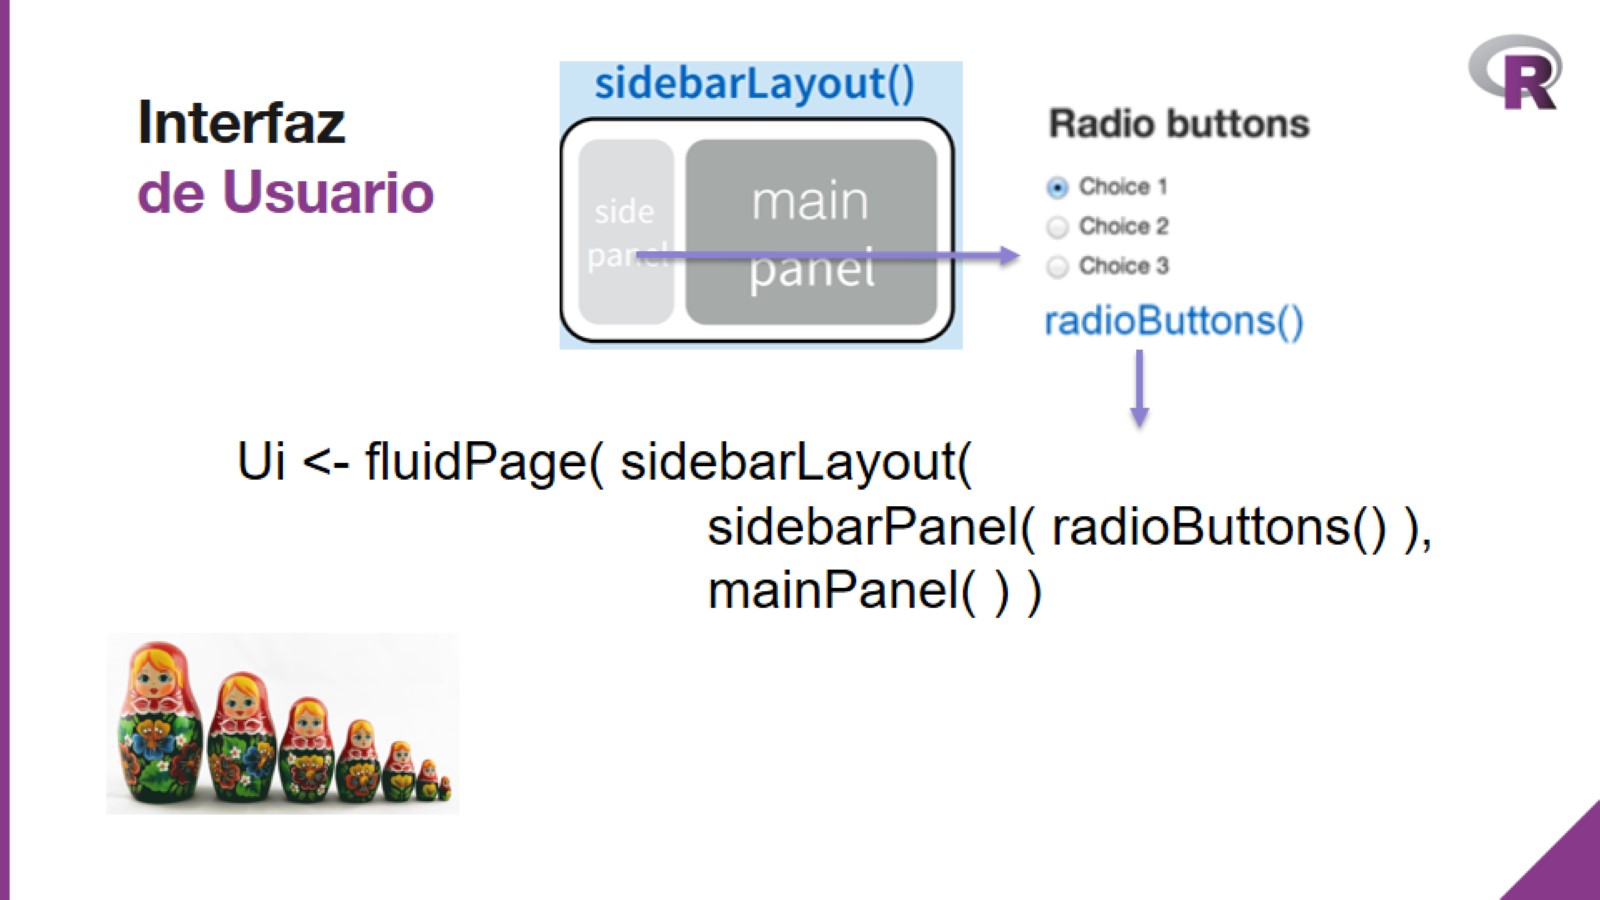 Interfaz
de Usuario
sidebarLayout()
side
panel
main
panel
Radio buttons
Choice 1
Choice 2
Choice 3
radioButtons()
R
Ui <- fluidPage( sidebarLayout(
sidebarPanel( radioButtons() ),
mainPanel( ) )